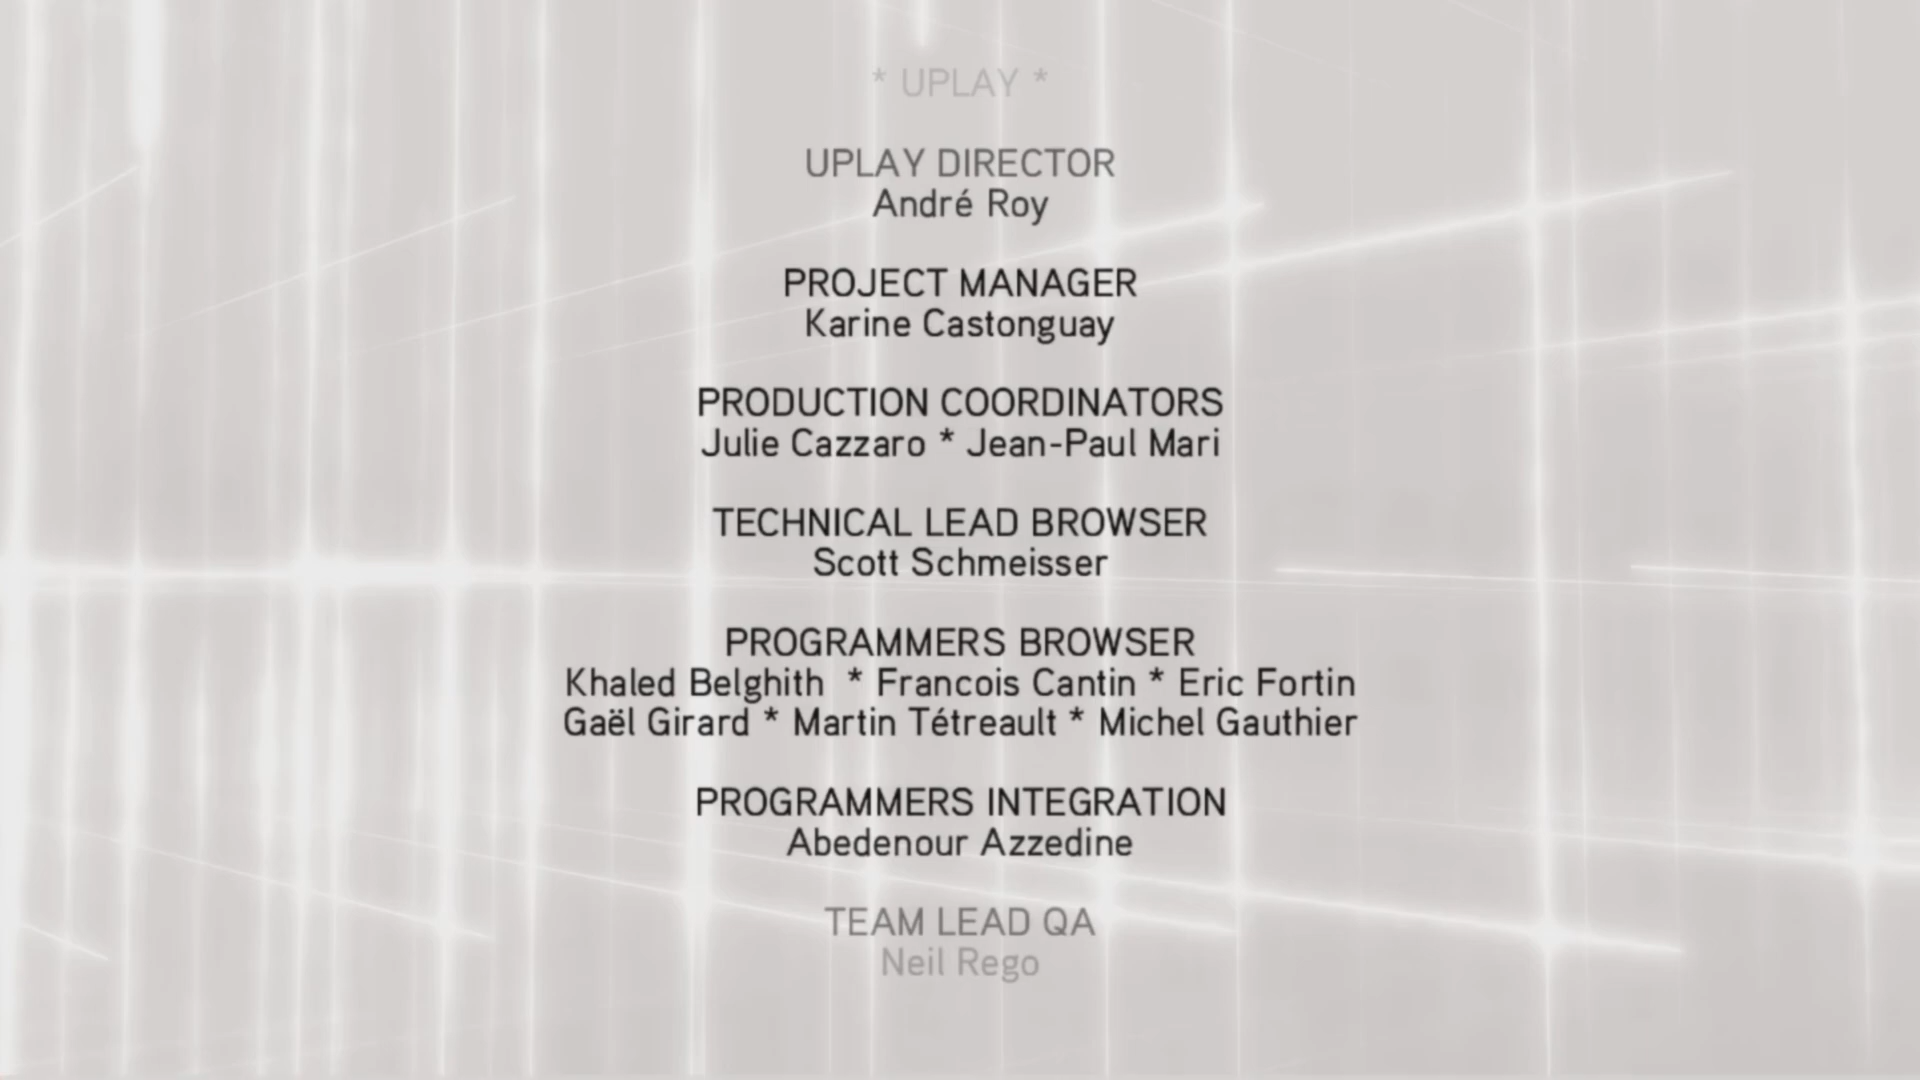 * UPLAY *
UPLAY DIRECTOR
André Roy
PROJECT MANAGER
Karine Castonguay
PRODUCTION COORDINATORS
Julie Cazzaro * Jean-Paul Mari
TECHNICAL LEAD BROWSER
Scott Schmeisser
PROGRAMMERS BROWSER
Khaled Belghith * Francois Cantin * Eric Fortin
Gaël Girard * Martin Tétreault * Michel Gauthier
PROGRAMMERS INTEGRATION
Abedenour Azzedine
TEAM LEAD QA
Neil Rego